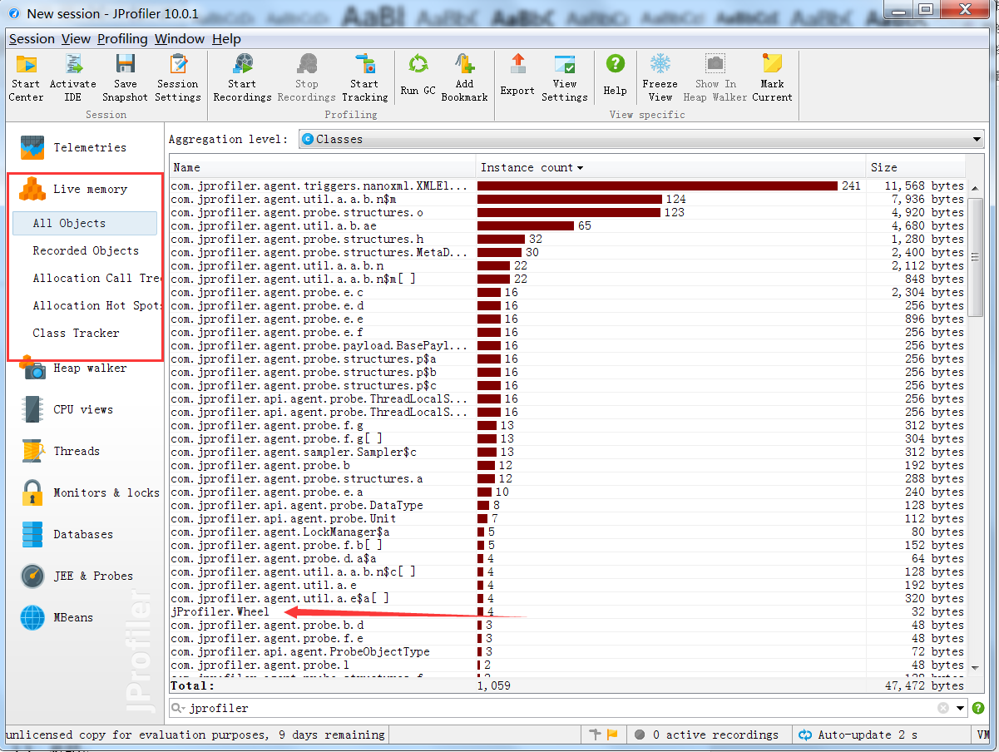 New session - JProfiler 10.0.1
Session View Profiling Window Help
Start Center
Activate IDE
Save Snapshot
Session Settings
Start Recordings
Stop Recordings
Start Tracking
Run GC
Add Bookmark
Export
View Settings
Help
Freeze View
Show In Heap Walker
Mark Current
Session
Profiling
View specific
Telemetries
Live memory
All Objects
Recorded Objects
Allocation Call Tre
Allocation Hot Spots
Class Tracker
Heap walker
CPU views
Threads
Monitors & locks
Databases
JEE & Probes
MBeans
JProfiler
Aggregation level: Classes
Name Instance count Size
com.jprofiler.agent.triggers.nanoxml.XMLEl... 241 11,568 bytes
com.jprofiler.agent.util.a.a.b.n$m 124 7,936 bytes
com.jprofiler.agent.probe.structures.o 123 4,920 bytes
com.jprofiler.agent.util.a.b.ae 65 4,680 bytes
com.jprofiler.agent.probe.structures.h 32 1,280 bytes
com.jprofiler.agent.probe.structures.MetaD... 30 2,400 bytes
com.jprofiler.agent.util.a.a.b.n 22 2,112 bytes
com.jprofiler.agent.util.a.a.b.n$m[ ] 22 848 bytes
com.jprofiler.agent.probe.e.c 16 2,304 bytes
com.jprofiler.agent.probe.e.d 16 256 bytes
com.jprofiler.agent.probe.e.e 16 896 bytes
com.jprofiler.agent.probe.e.f 16 256 bytes
com.jprofiler.agent.probe.payload.BasePayl... 16 256 bytes
com.jprofiler.agent.probe.structures.p$a 16 256 bytes
com.jprofiler.agent.probe.structures.p$b 16 256 bytes
com.jprofiler.agent.probe.structures.p$c 16 256 bytes
com.jprofiler.api.agent.probe.ThreadLocalS... 16 256 bytes
com.jprofiler.api.agent.probe.ThreadLocalS... 16 256 bytes
com.jprofiler.agent.probe.f.g 13 312 bytes
com.jprofiler.agent.probe.f.g[ ] 13 304 bytes
com.jprofiler.agent.sampler.Sampler$c 13 312 bytes
com.jprofiler.agent.probe.b 12 192 bytes
com.jprofiler.agent.probe.structures.a 12 288 bytes
com.jprofiler.agent.probe.e.a 10 240 bytes
com.jprofiler.api.agent.probe.DataType 8 128 bytes
com.jprofiler.api.agent.probe.Unit 7 112 bytes
com.jprofiler.agent.LockManager$a 5 80 bytes
com.jprofiler.agent.probe.f.b[ ] 5 152 bytes
com.jprofiler.agent.probe.d.a$a 4 64 bytes
com.jprofiler.agent.util.a.a.b.n$c[ ] 4 128 bytes
com.jprofiler.agent.util.a.e 4 192 bytes
com.jprofiler.agent.util.a.e$a[ ] 4 320 bytes
jProfiler.Wheel 4 32 bytes
com.jprofiler.agent.probe.b.d 3 48 bytes
com.jprofiler.agent.probe.f.e 3 48 bytes
com.jprofiler.api.agent.ProbeObjectType 3 72 bytes
com.jprofiler.agent.probe.l 2 48 bytes
Total: 1,059 47,472 bytes
jprofiler
unlicensed copy for evaluation purposes, 9 days remaining
0 active recordings
Auto-update 2 s
VM